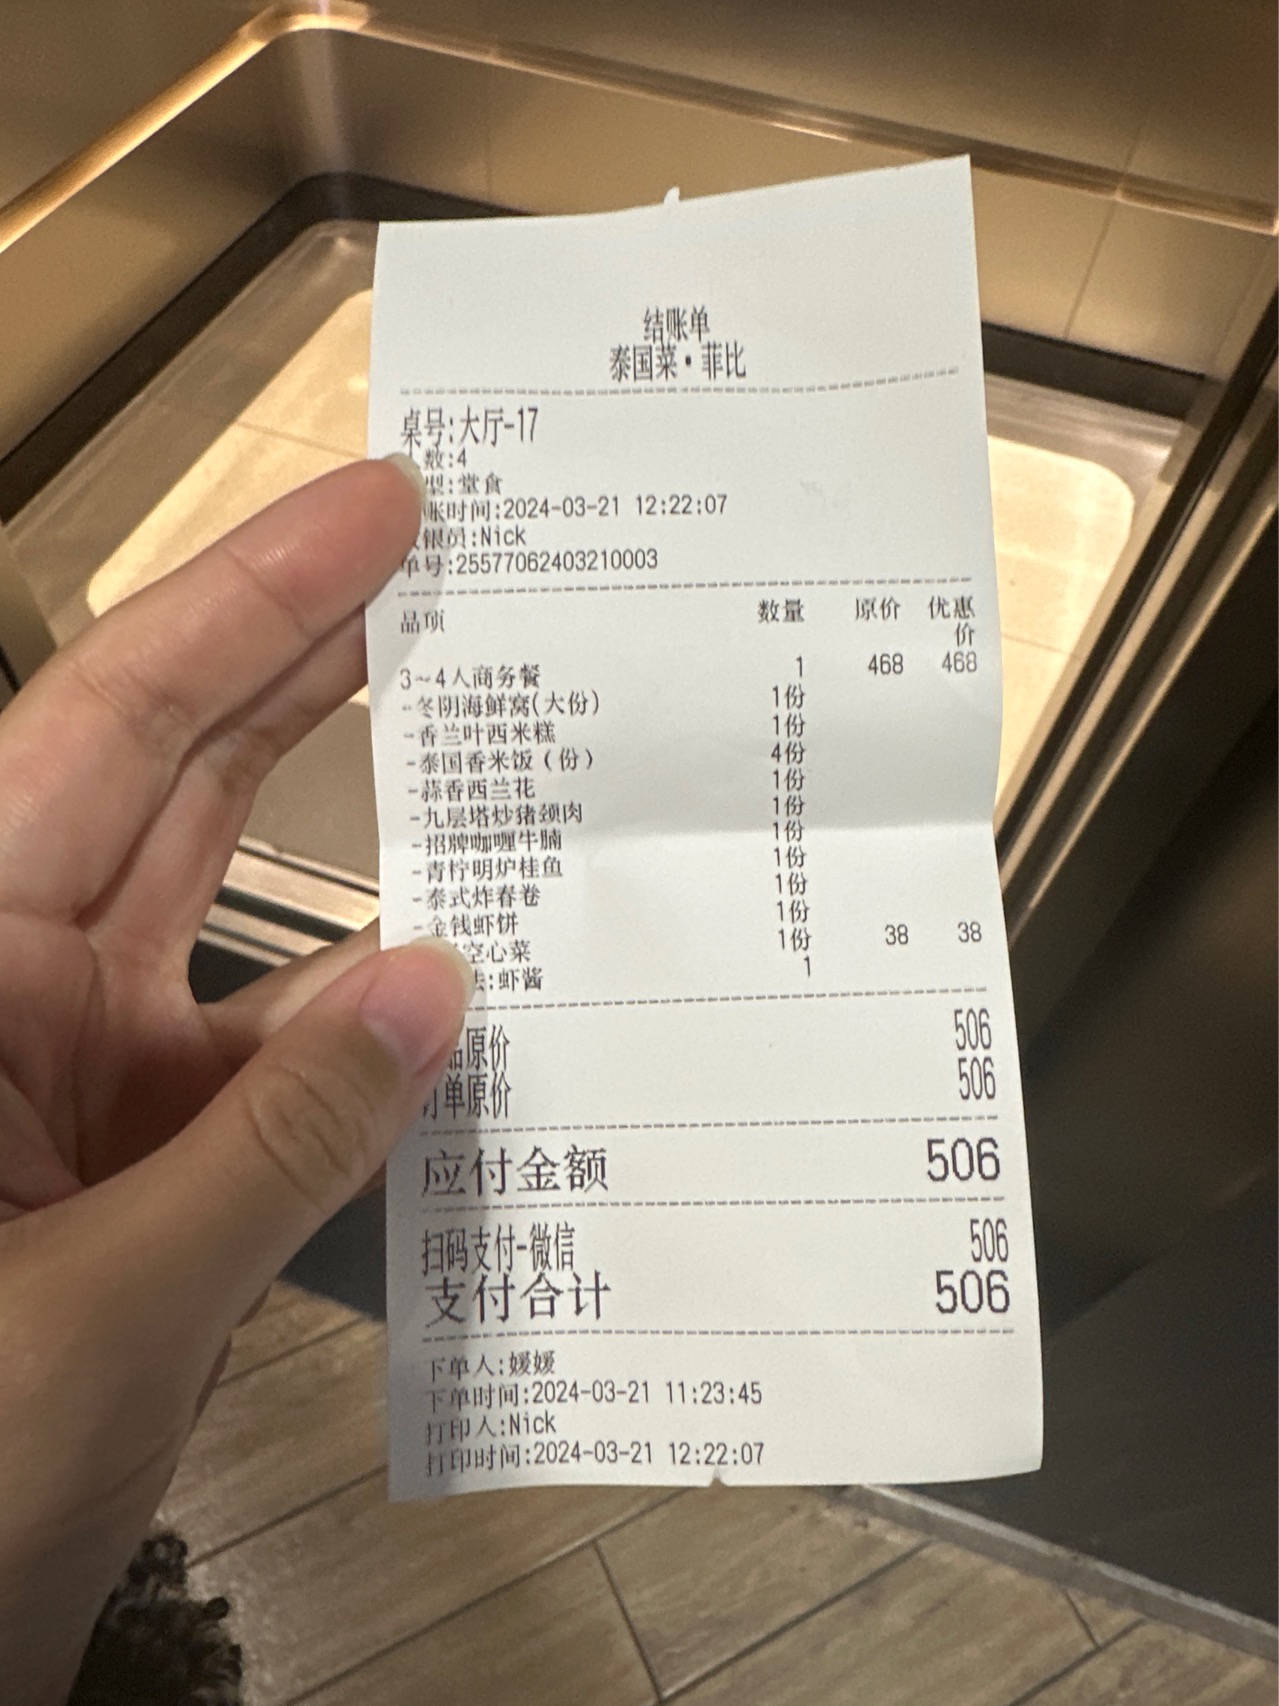 结账单
泰国菜·菲比
桌号:大厅-17
数:4
型:堂食
账时间:2024-03-21 12:22:07
银员:Nick
单号:25577062403210003
品项 数量 原价 优惠价
3~4人商务餐 1 468 468
-冬阴海鲜窝(大份) 1份
-香兰叶西米糕 1份
-泰国香米饭(份) 4份
-蒜香西兰花 1份
-九层塔炒猪颈肉 1份
-招牌咖喱牛腩 1份
-青柠明炉桂鱼 1份
-泰式炸春卷 1份
-金钱虾饼 1份
空心菜 1份 38 38
法:虾酱 1
品原价 506
订单原价 506
应付金额 506
扫码支付-微信 506
支付合计 506
下单人:媛媛
下单时间:2024-03-21 11:23:45
打印人:Nick
打印时间:2024-03-21 12:22:07